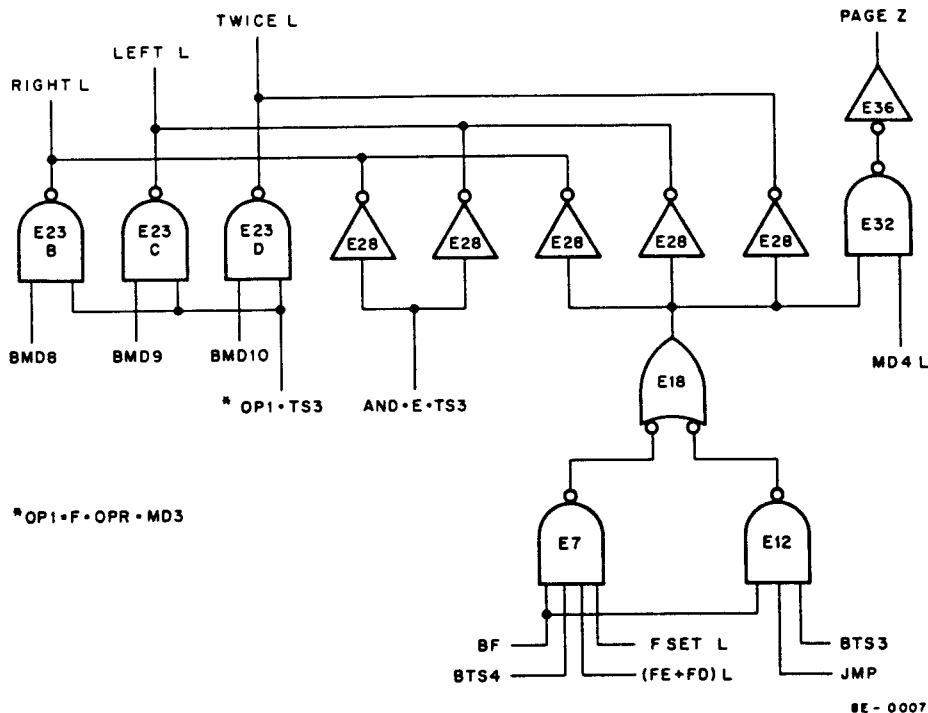 TWICE L
PAGE Z
LEFT L
RIGHT L
E36
E23 B
E23 C
E23 D
E28
E28
E28
E28
E28
E32
BMD8
BMD9
BMD10
MD4 L
* OP1•TS3
AND•E•TS3
E18
*OP1=F•OPR•MD3
E7
E12
BF
F SET L
BTS3
BTS4
(FE+FD) L
JMP
8E-0007